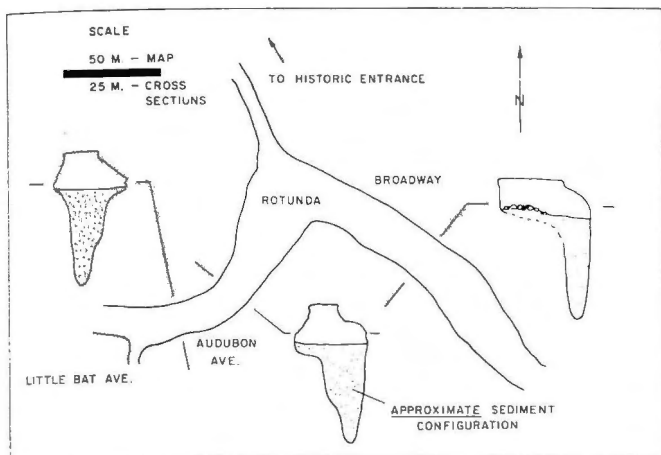 SCALE
50 M. – MAP
25 M. – CROSS
SECTIONS
TO HISTORIC ENTRANCE
N
BROADWAY
ROTUNDA
AUDUBON
AVE.
LITTLE BAT AVE.
APPROXIMATE SEDIMENT
CONFIGURATION